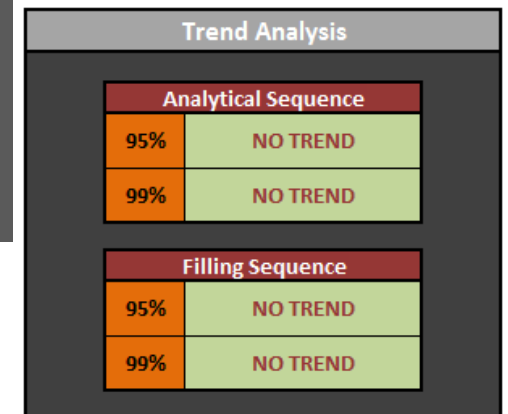 Trend Analysis
Analytical Sequence
95% NO TREND
99% NO TREND
Filling Sequence
95% NO TREND
99% NO TREND